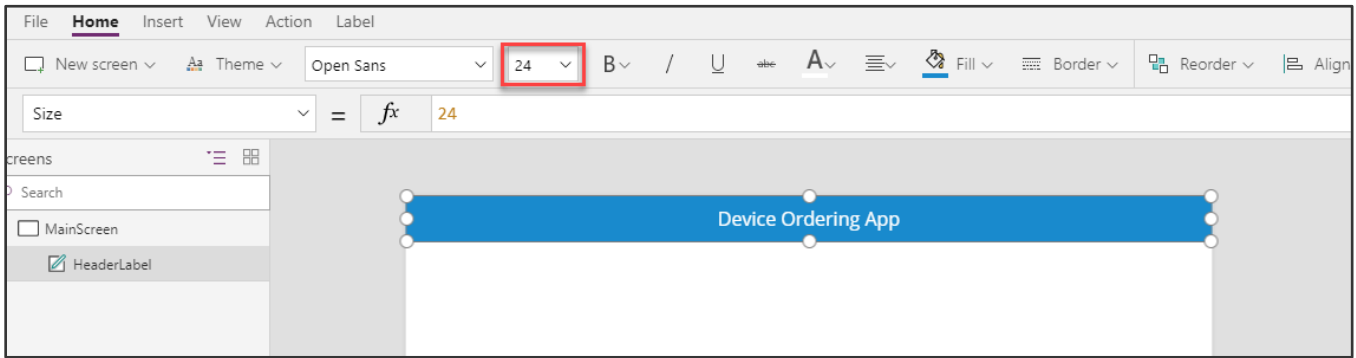 File Home Insert View Action Label
New screen Aa Theme Open Sans 24 B / U abc A Fill Border Reorder Align
Size = fx 24
creens
Search
MainScreen
HeaderLabel
Device Ordering App